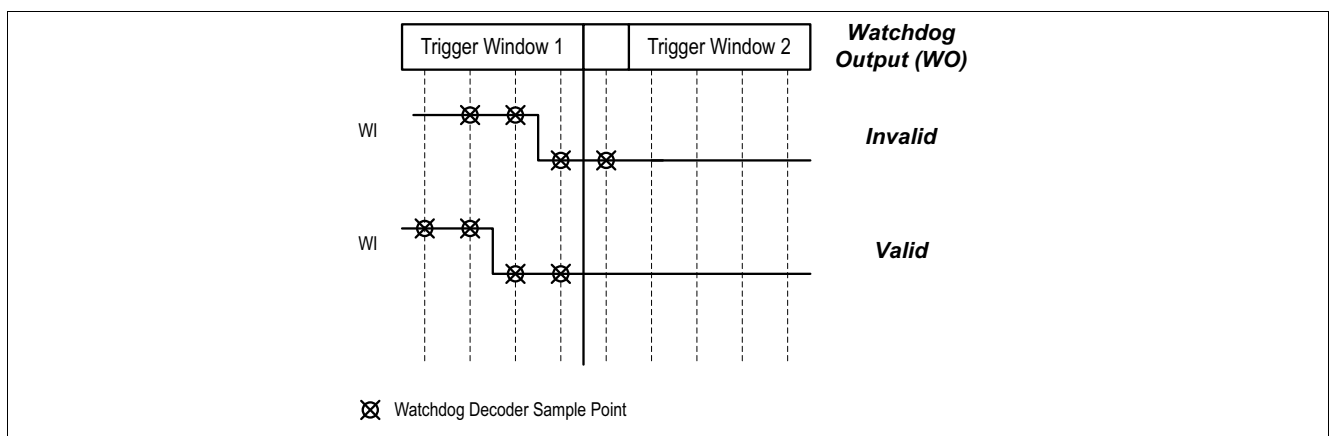 Trigger Window 1
Trigger Window 2
Watchdog
Output (WO)
WI
Invalid
WI
Valid
Watchdog Decoder Sample Point